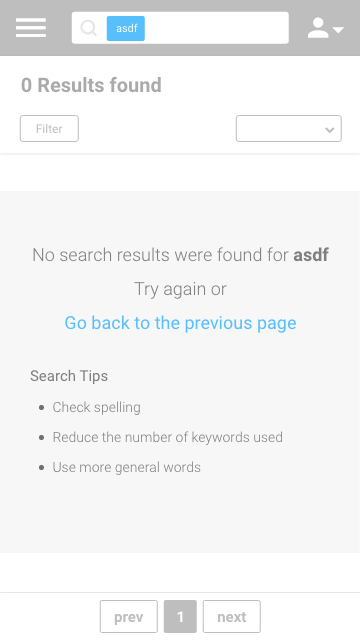 asdf
0 Results found
Filter
No search results were found for asdf
Try again or
Go back to the previous page
Search Tips
Check spelling
Reduce the number of keywords used
Use more general words
prev 1 next